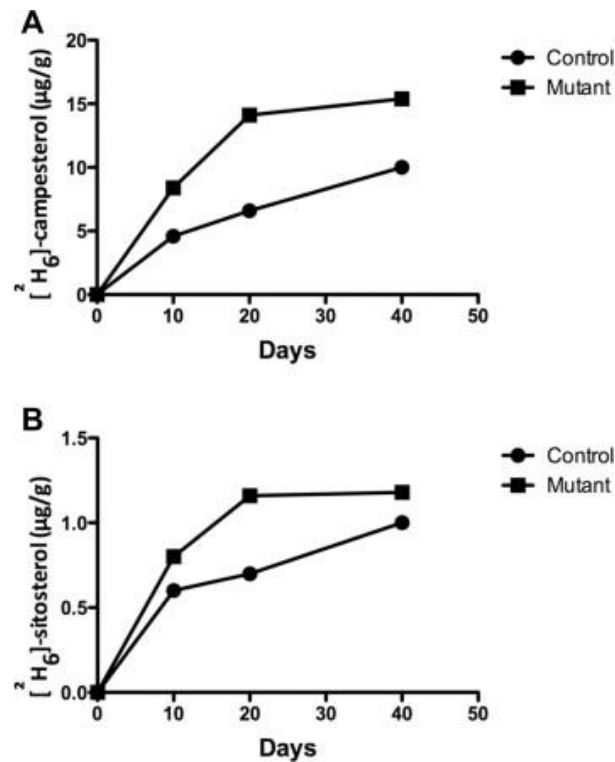 A
[²H₆]-campesterol (µg/g)
20
15
10
5
0
0 10 20 30 40 50
Days
Control
Mutant
B
[²H₆]-sitosterol (µg/g)
1.5
1.0
0.5
0.0
0 10 20 30 40 50
Days
Control
Mutant